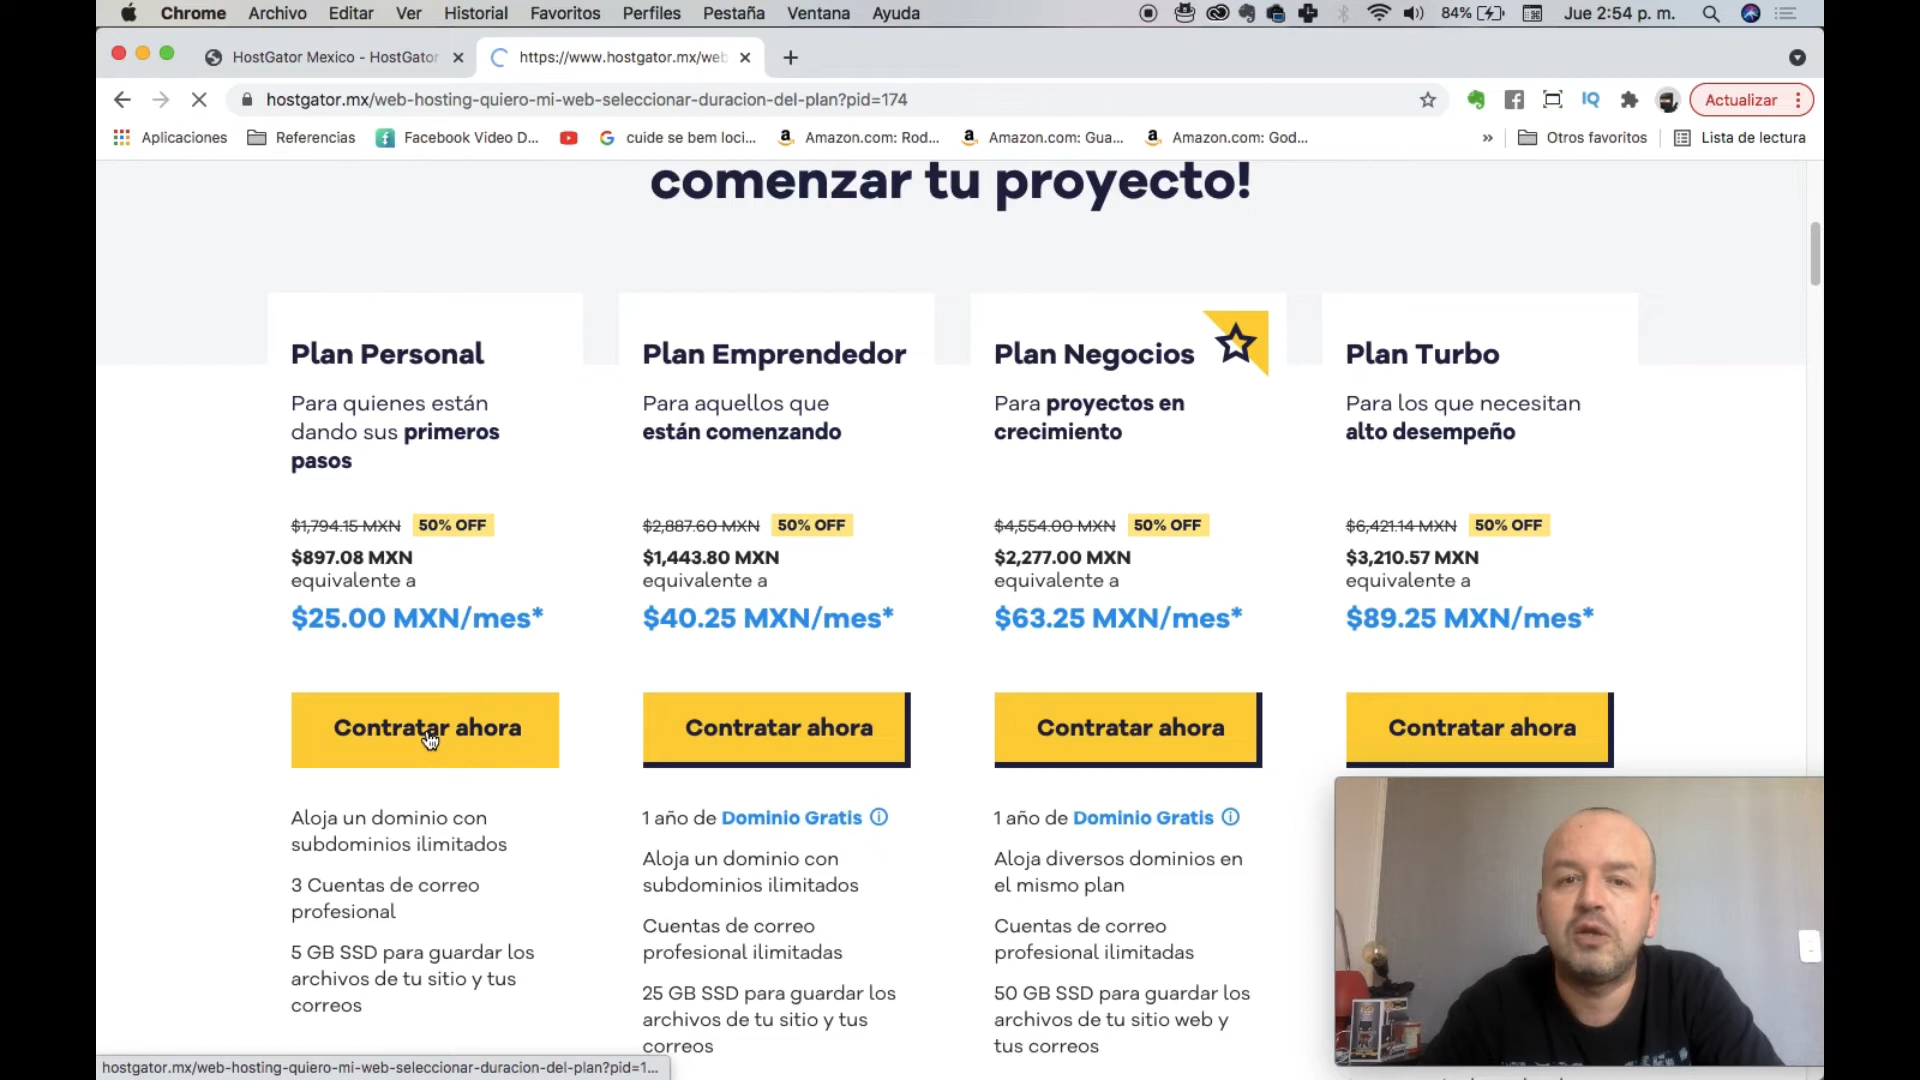 Chrome Archivo Editar Ver Historial Favoritos Perfiles Pestaña Ventana Ayuda 84% Jue 2:54 p. m.
HostGator Mexico - HostGator https://www.hostgator.mx/web
hostgator.mx/web-hosting-quiero-mi-web-seleccionar-duracion-del-plan?pid=174 IQ Actualizar
Aplicaciones Referencias Facebook Video D... cuide se bem loci... Amazon.com: Rod... Amazon.com: Gua... Amazon.com: God... » Otros favoritos Lista de lectura
comenzar tu proyecto!
Plan Personal
Para quienes están
dando sus primeros
pasos
$1,794.15 MXN 50% OFF
$897.08 MXN
equivalente a
$25.00 MXN/mes*
Contratar ahora
Aloja un dominio con
subdominios ilimitados
3 Cuentas de correo
profesional
5 GB SSD para guardar los
archivos de tu sitio y tus
correos
Plan Emprendedor
Para aquellos que
están comenzando
$2,887.60 MXN 50% OFF
$1,443.80 MXN
equivalente a
$40.25 MXN/mes*
Contratar ahora
1 año de Dominio Gratis
Aloja un dominio con
subdominios ilimitados
Cuentas de correo
profesional ilimitadas
25 GB SSD para guardar los
archivos de tu sitio y tus
correos
Plan Negocios
Para proyectos en
crecimiento
$4,554.00 MXN 50% OFF
$2,277.00 MXN
equivalente a
$63.25 MXN/mes*
Contratar ahora
1 año de Dominio Gratis
Aloja diversos dominios en
el mismo plan
Cuentas de correo
profesional ilimitadas
50 GB SSD para guardar los
archivos de tu sitio web y
tus correos
Plan Turbo
Para los que necesitan
alto desempeño
$6,421.14 MXN 50% OFF
$3,210.57 MXN
equivalente a
$89.25 MXN/mes*
Contratar ahora
hostgator.mx/web-hosting-quiero-mi-web-seleccionar-duracion-del-plan?pid=1...